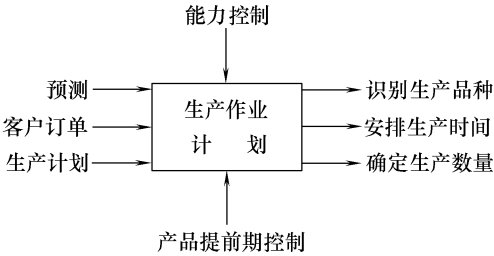 能力控制
预测
客户订单
生产计划
生产作业
计 划
识别生产品种
安排生产时间
确定生产数量
产品提前期控制